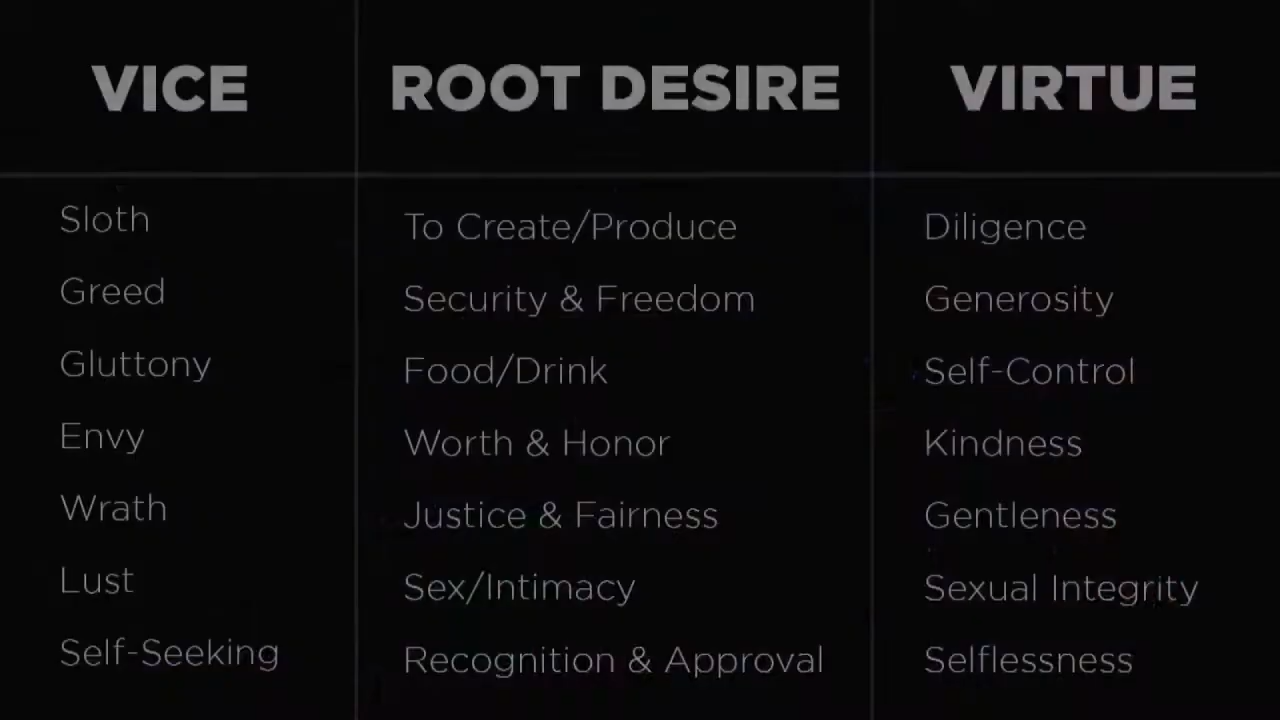 VICE ROOT DESIRE VIRTUE
Sloth To Create/Produce Diligence
Greed Security & Freedom Generosity
Gluttony Food/Drink Self-Control
Envy Worth & Honor Kindness
Wrath Justice & Fairness Gentleness
Lust Sex/Intimacy Sexual Integrity
Self-Seeking Recognition & Approval Selflessness